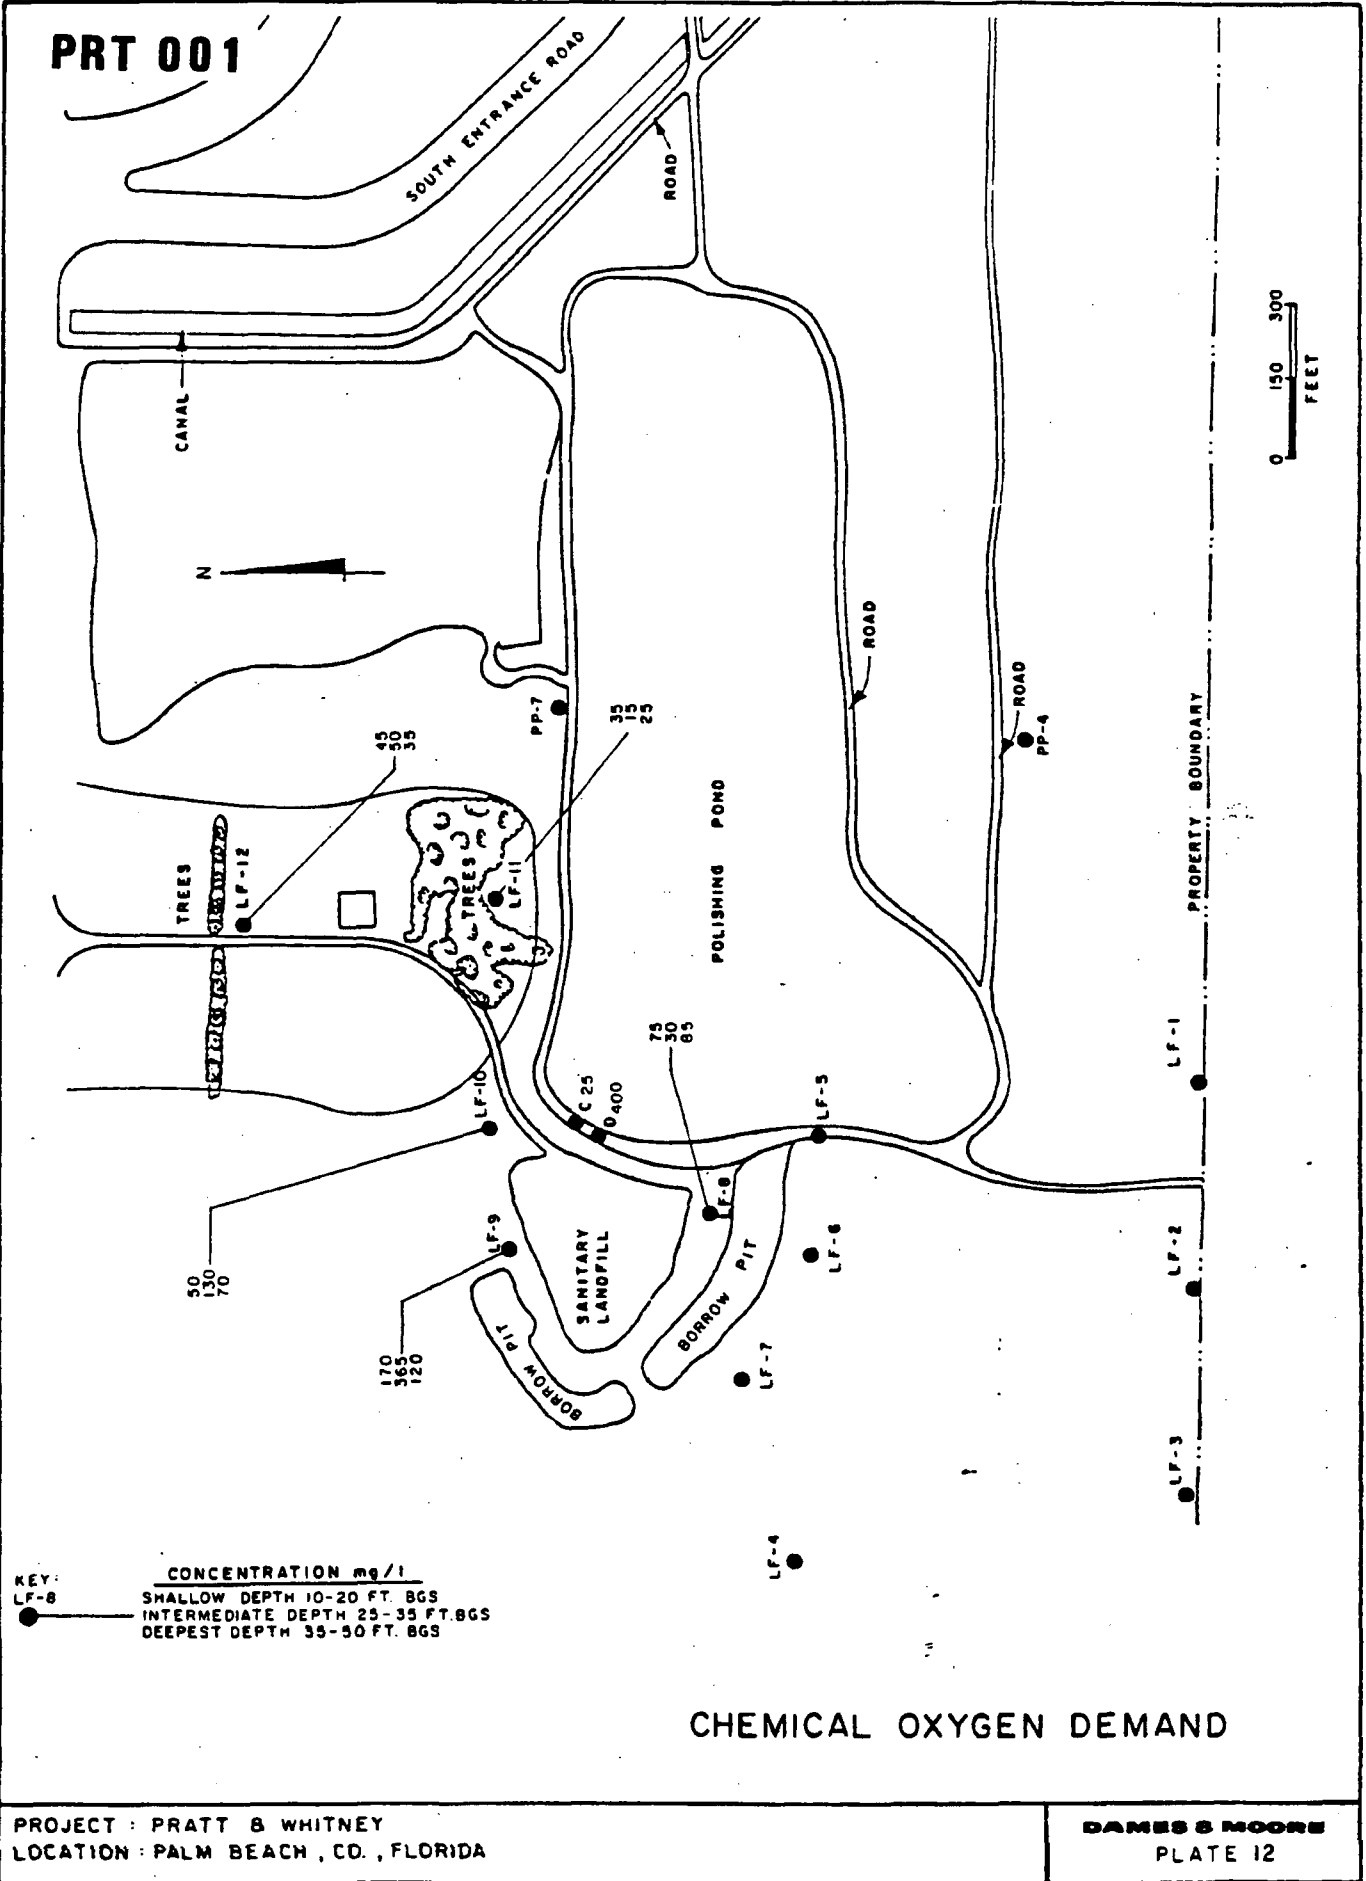 PRT 001
SOUTH ENTRANCE ROAD
ROAD
CANAL
0 150 300
FEET
N
PP-7
35
15
25
45
50
35
ROAD
ROAD
PP-4
PROPERTY BOUNDARY
TREES
LF-12
TREES
LF-11
POLISHING POND
75
30
85
LF-10
C 25
D 400
LF-5
LF-1
LF-8
LF-9
SANITARY
LANDFILL
BORROW PIT
LF-6
LF-2
50
130
70
170
365
120
BORROW PIT
LF-7
LF-3
LF-4
KEY:
LF-8
CONCENTRATION mg/l
SHALLOW DEPTH 10-20 FT. BGS
INTERMEDIATE DEPTH 25-35 FT.BGS
DEEPEST DEPTH 35-50 FT. BGS
CHEMICAL OXYGEN DEMAND
PROJECT : PRATT & WHITNEY
LOCATION : PALM BEACH , CO. , FLORIDA
DAMES & MOORE
PLATE 12